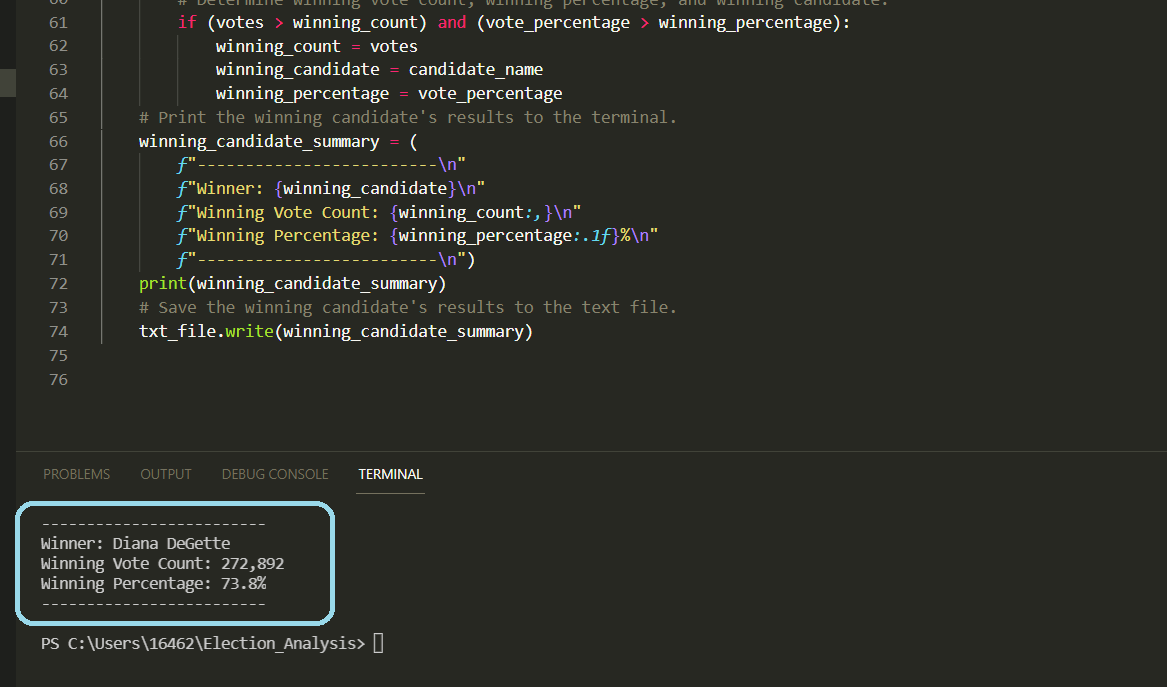 60 # Determine winning vote count, winning percentage, and winning candidate.
61 if (votes > winning_count) and (vote_percentage > winning_percentage):
62 winning_count = votes
63 winning_candidate = candidate_name
64 winning_percentage = vote_percentage
65 # Print the winning candidate's results to the terminal.
66 winning_candidate_summary = (
67 f"-------------------------\n"
68 f"Winner: {winning_candidate}\n"
69 f"Winning Vote Count: {winning_count:,}\n"
70 f"Winning Percentage: {winning_percentage:.1f}%\n"
71 f"-------------------------\n")
72 print(winning_candidate_summary)
73 # Save the winning candidate's results to the text file.
74 txt_file.write(winning_candidate_summary)
75
76
PROBLEMS OUTPUT DEBUG CONSOLE TERMINAL
-------------------------
Winner: Diana DeGette
Winning Vote Count: 272,892
Winning Percentage: 73.8%
-------------------------
PS C:\Users\16462\Election_Analysis>